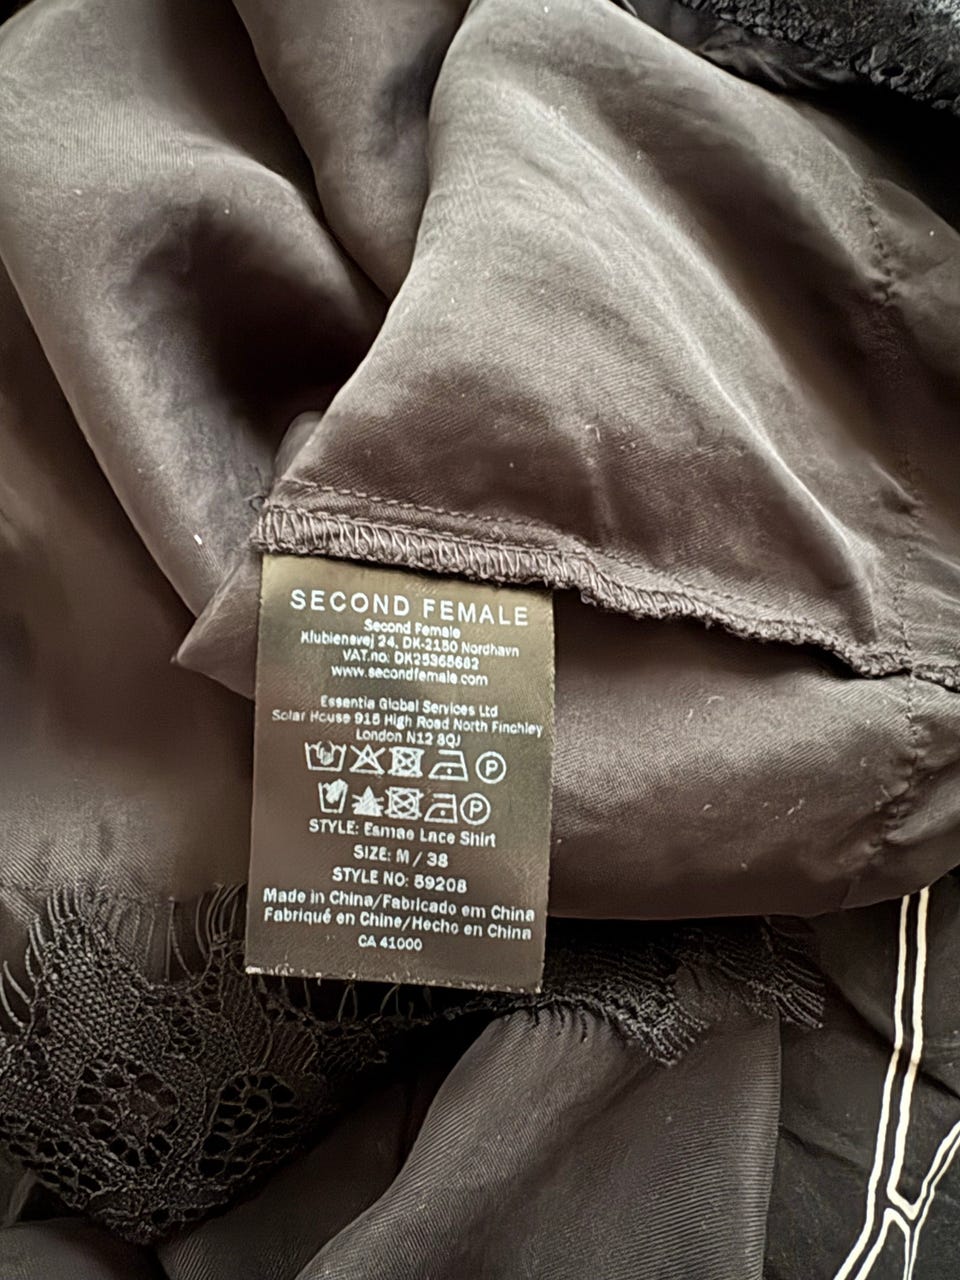 SECOND FEMALE
Second Female
Klubiensvej 24, DK-2150 Nordhavn
VAT.no: DK25365682
www.secondfemale.com
Essentia Global Services Ltd
Solar House 915 High Road North Finchley
London N12 8QJ
P
P
STYLE: Esmae Lace Shirt
SIZE: M / 38
STYLE NO: 59208
Made in China/Fabricado em China
Fabriqué en Chine/Hecho en China
CA 41000